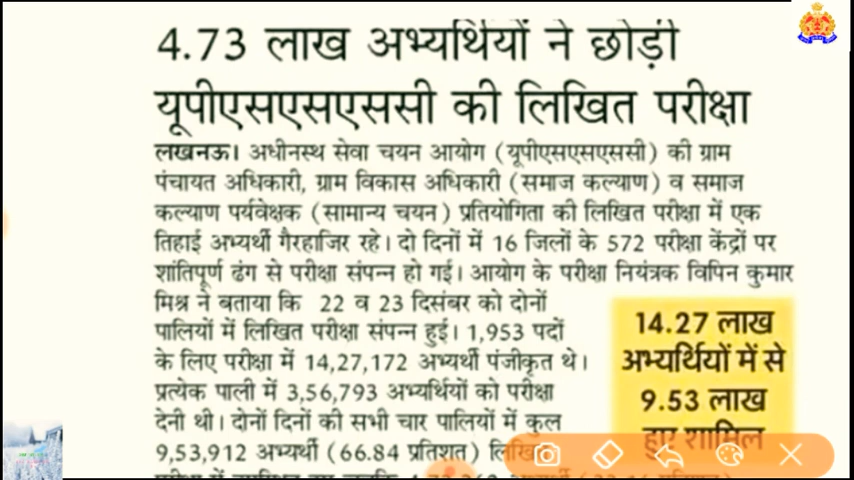 4.73 लाख अभ्यर्थियों ने छोड़ी
यूपीएसएसएससी की लिखित परीक्षा
लखनऊ। अधीनस्थ सेवा चयन आयोग (यूपीएसएसएससी) की ग्राम
पंचायत अधिकारी, ग्राम विकास अधिकारी (समाज कल्याण) व समाज
कल्याण पर्यवेक्षक (सामान्य चयन) प्रतियोगिता की लिखित परीक्षा में एक
तिहाई अभ्यर्थी गैरहाजिर रहे। दो दिनों में 16 जिलों के 572 परीक्षा केंद्रों पर
शांतिपूर्ण ढंग से परीक्षा संपन्न हो गई। आयोग के परीक्षा नियंत्रक विपिन कुमार
मिश्र ने बताया कि 22 व 23 दिसंबर को दोनों
पालियों में लिखित परीक्षा संपन्न हुई। 1,953 पदों
के लिए परीक्षा में 14,27,172 अभ्यर्थी पंजीकृत थे।
प्रत्येक पाली में 3,56,793 अभ्यर्थियों को परीक्षा
देनी थी। दोनों दिनों की सभी चार पालियों में कुल
9,53,912 अभ्यर्थी (66.84 प्रतिशत)
14.27 लाख
अभ्यर्थियों में से
9.53 लाख
हुए शामिल